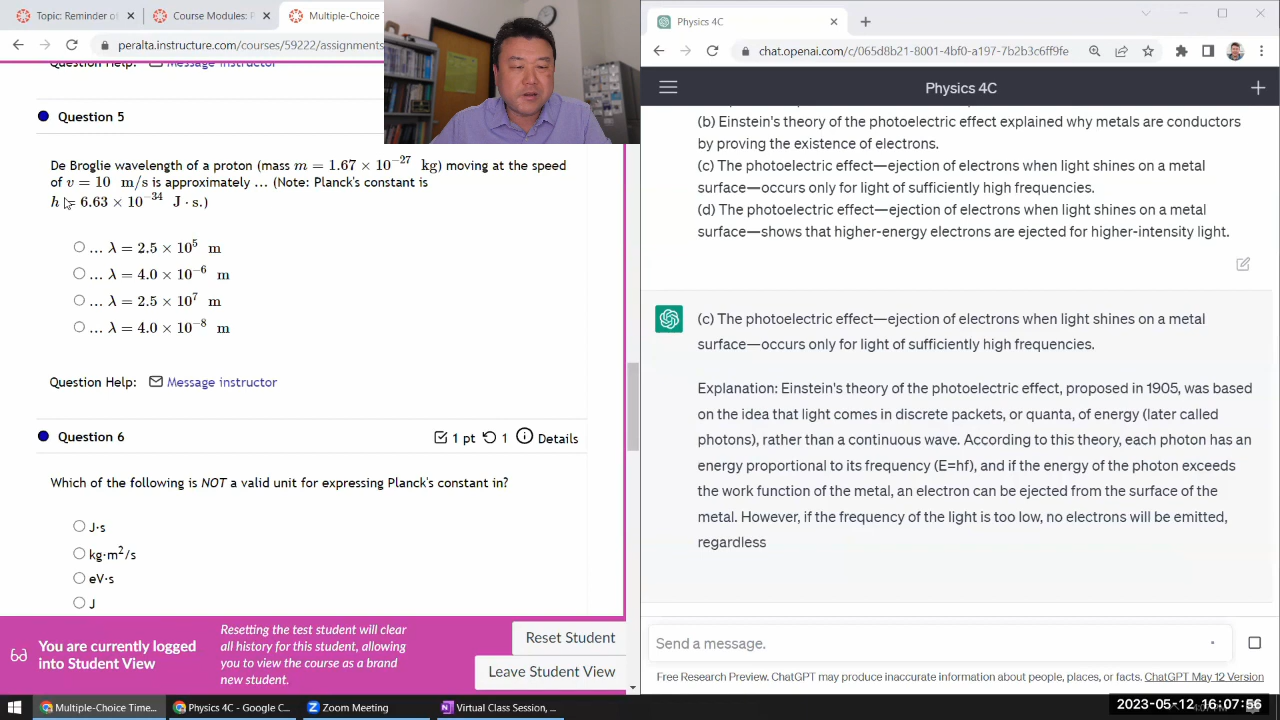 Topic: Reminder o
Course Modules: P
Multiple-Choice
peralta.instructure.com/courses/59222/assignments
Question Help: Message instructor
Question 5
De Broglie wavelength of a proton (mass m = 1.67 × 10⁻²⁷ kg) moving at the speed
of v = 10 m/s is approximately ... (Note: Planck's constant is
h = 6.63 × 10⁻³⁴ J · s.)
... λ = 2.5 × 10⁵ m
... λ = 4.0 × 10⁻⁶ m
... λ = 2.5 × 10⁷ m
... λ = 4.0 × 10⁻⁸ m
Question Help: Message instructor
Question 6
1 pt 1 Details
Which of the following is NOT a valid unit for expressing Planck's constant in?
J·s
kg·m²/s
eV·s
J
You are currently logged
into Student View
Resetting the test student will clear
all history for this student, allowing
you to view the course as a brand
new student.
Reset Student
Leave Student View
Physics 4C
chat.openai.com/c/065d8b21-8001-4bf0-a197-7b2b3c6ff9fe
Physics 4C
(b) Einstein's theory of the photoelectric effect explained why metals are conductors
by proving the existence of electrons.
(c) The photoelectric effect—ejection of electrons when light shines on a metal
surface—occurs only for light of sufficiently high frequencies.
(d) The photoelectric effect—ejection of electrons when light shines on a metal
surface—shows that higher-energy electrons are ejected for higher-intensity light.
(c) The photoelectric effect—ejection of electrons when light shines on a metal
surface—occurs only for light of sufficiently high frequencies.
Explanation: Einstein's theory of the photoelectric effect, proposed in 1905, was based
on the idea that light comes in discrete packets, or quanta, of energy (later called
photons), rather than a continuous wave. According to this theory, each photon has an
energy proportional to its frequency (E=hf), and if the energy of the photon exceeds
the work function of the metal, an electron can be ejected from the surface of the
metal. However, if the frequency of the light is too low, no electrons will be emitted,
regardless
Send a message.
Free Research Preview. ChatGPT may produce inaccurate information about people, places, or facts. ChatGPT May 12 Version
Multiple-Choice Time...
Physics 4C - Google C...
Zoom Meeting
Virtual Class Session, ...
2023-05-12 16:07:56